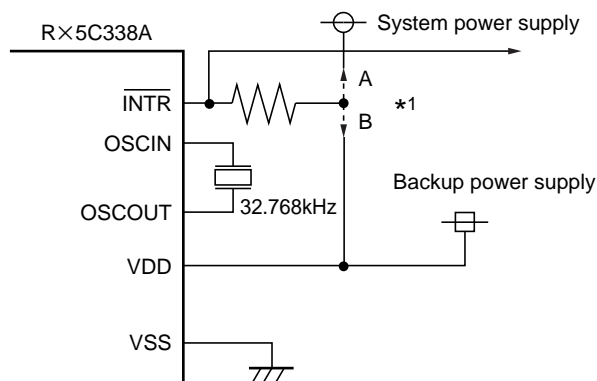 System power supply
R×5C338A
A
INTR
*1
B
OSCIN
Backup power supply
OSCOUT
32.768kHz
VDD
VSS